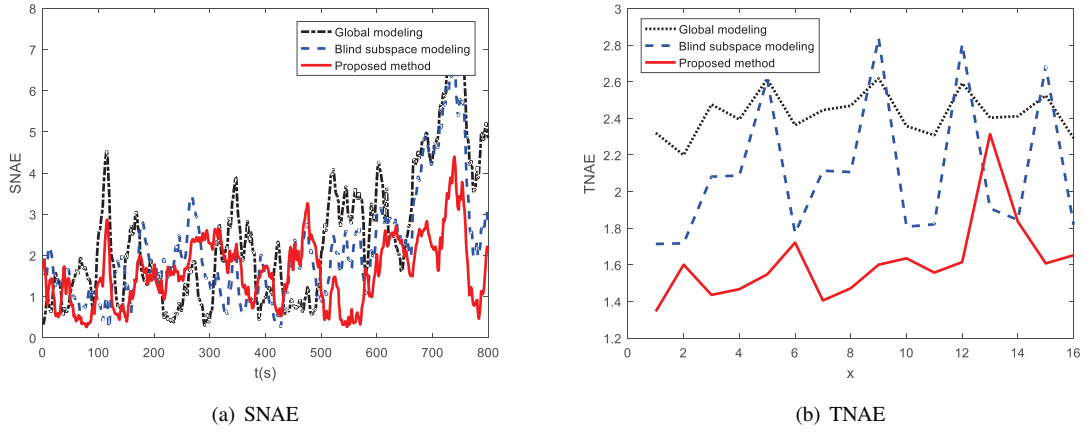 8
7
6
5
4
3
2
1
0
SNAE
Global modeling
Blind subspace modeling
Proposed method
0 100 200 300 400 500 600 700 800
t(s)
(a) SNAE
3
2.8
2.6
2.4
2.2
2
1.8
1.6
1.4
1.2
TNAE
Global modeling
Blind subspace modeling
Proposed method
0 2 4 6 8 10 12 14 16
x
(b) TNAE